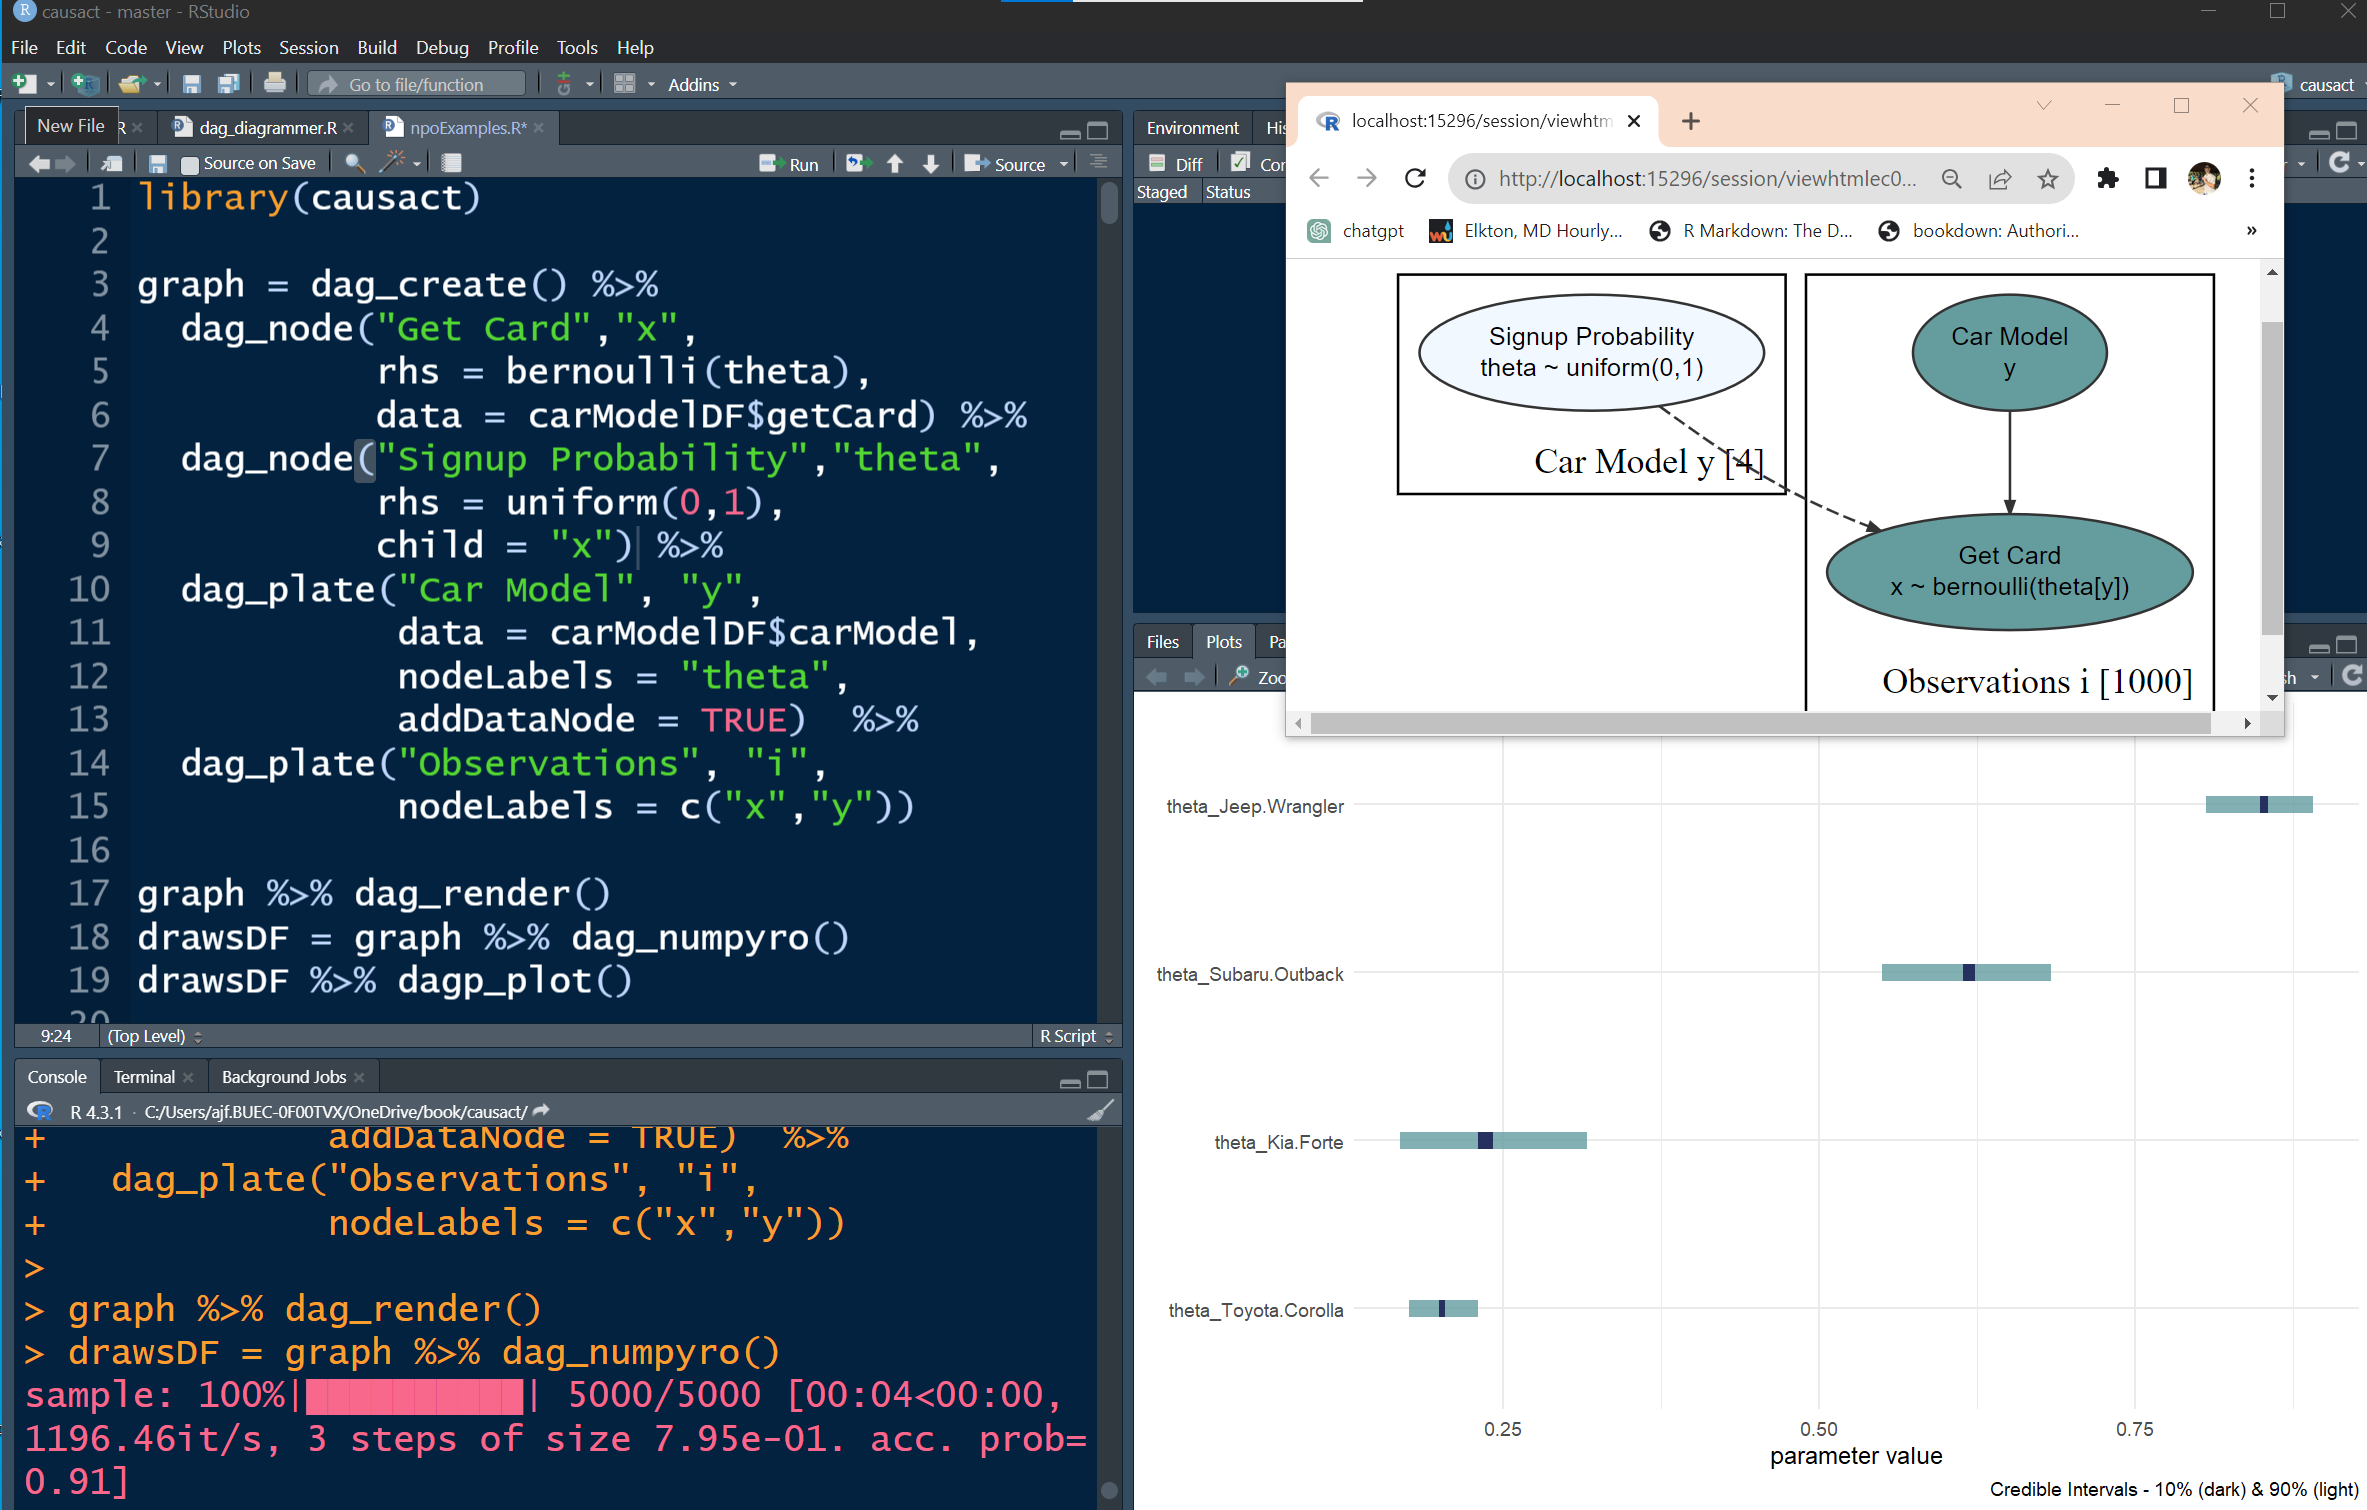 causact - master - RStudio
File Edit Code View Plots Session Build Debug Profile Tools Help
Go to file/function
Addins
causact
New File
R
dag_diagrammer.R
npoExamples.R*
Source on Save
Run
Source
1 library(causact)
2
3 graph = dag_create() %>%
4 dag_node("Get Card","x",
5 rhs = bernoulli(theta),
6 data = carModelDF$getCard) %>%
7 dag_node("Signup Probability","theta",
8 rhs = uniform(0,1),
9 child = "x") %>%
10 dag_plate("Car Model", "y",
11 data = carModelDF$carModel,
12 nodeLabels = "theta",
13 addDataNode = TRUE) %>%
14 dag_plate("Observations", "i",
15 nodeLabels = c("x","y"))
16
17 graph %>% dag_render()
18 drawsDF = graph %>% dag_numpyro()
19 drawsDF %>% dagp_plot()
20
9:24 (Top Level) R Script
Console Terminal Background Jobs
R 4.3.1 · C:/Users/ajf.BUEC-0F00TVX/OneDrive/book/causact/
+ addDataNode = TRUE) %>%
+ dag_plate("Observations", "i",
+ nodeLabels = c("x","y"))
>
> graph %>% dag_render()
> drawsDF = graph %>% dag_numpyro()
sample: 100%|██████████| 5000/5000 [00:04<00:00,
1196.46it/s, 3 steps of size 7.95e-01. acc. prob=
0.91]
Environment His
Diff Cor
Staged Status
localhost:15296/session/viewhtm
http://localhost:15296/session/viewhtmlec0...
chatgpt
Elkton, MD Hourly...
R Markdown: The D...
bookdown: Authori...
»
Signup Probability
theta ~ uniform(0,1)
Car Model y [4]
Car Model
y
Get Card
x ~ bernoulli(theta[y])
Observations i [1000]
Files Plots Pa
Zoo
sh
theta_Jeep.Wrangler
theta_Subaru.Outback
theta_Kia.Forte
theta_Toyota.Corolla
0.25 0.50 0.75
parameter value
Credible Intervals - 10% (dark) & 90% (light)